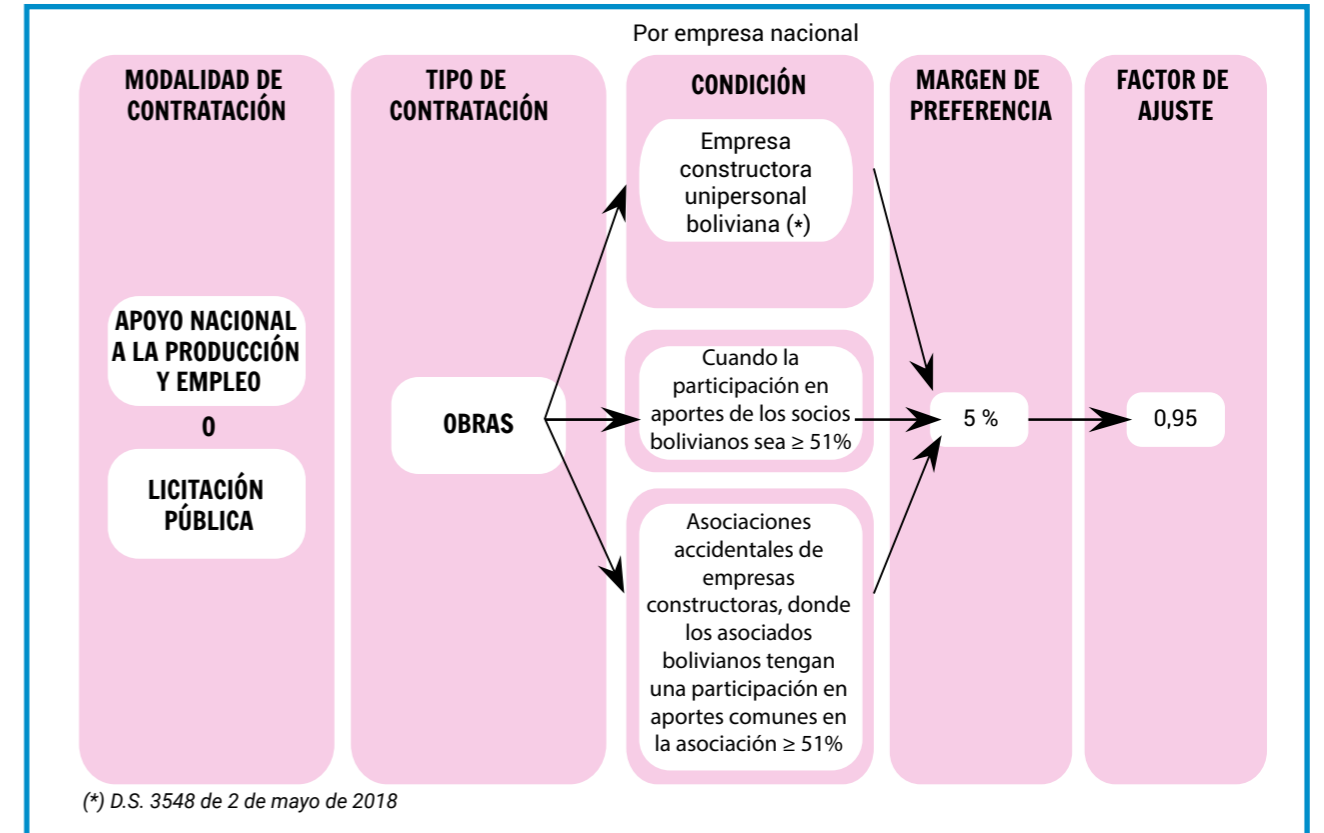 Por empresa nacional
MODALIDAD DE
CONTRATACIÓN
TIPO DE
CONTRATACIÓN
CONDICIÓN
MARGEN DE
PREFERENCIA
FACTOR DE
AJUSTE
APOYO NACIONAL
A LA PRODUCCIÓN
Y EMPLEO
O
LICITACIÓN
PÚBLICA
OBRAS
Empresa
constructora
unipersonal
boliviana (*)
Cuando la
participación en
aportes de los socios
bolivianos sea ≥ 51%
Asociaciones
accidentales de
empresas
constructoras, donde
los asociados
bolivianos tengan
una participación en
aportes comunes en
la asociación ≥ 51%
5 %
0,95
(*) D.S. 3548 de 2 de mayo de 2018